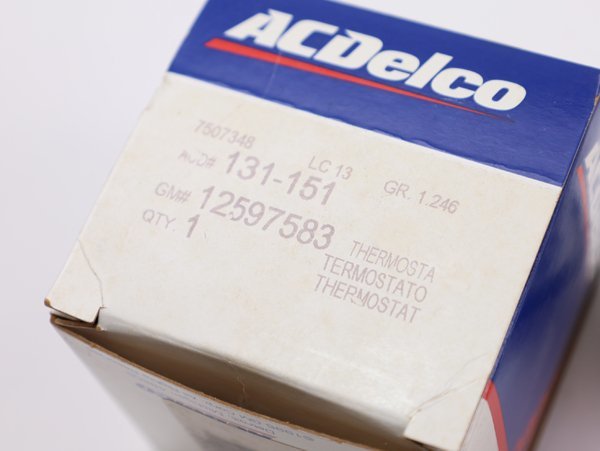 ACDelco
7507348 LC 13 GR. 1.246
ACD# 131-151
GM# 12597583
QTY. 1
THERMOSTA
TERMOSTATO
THERMOSTAT